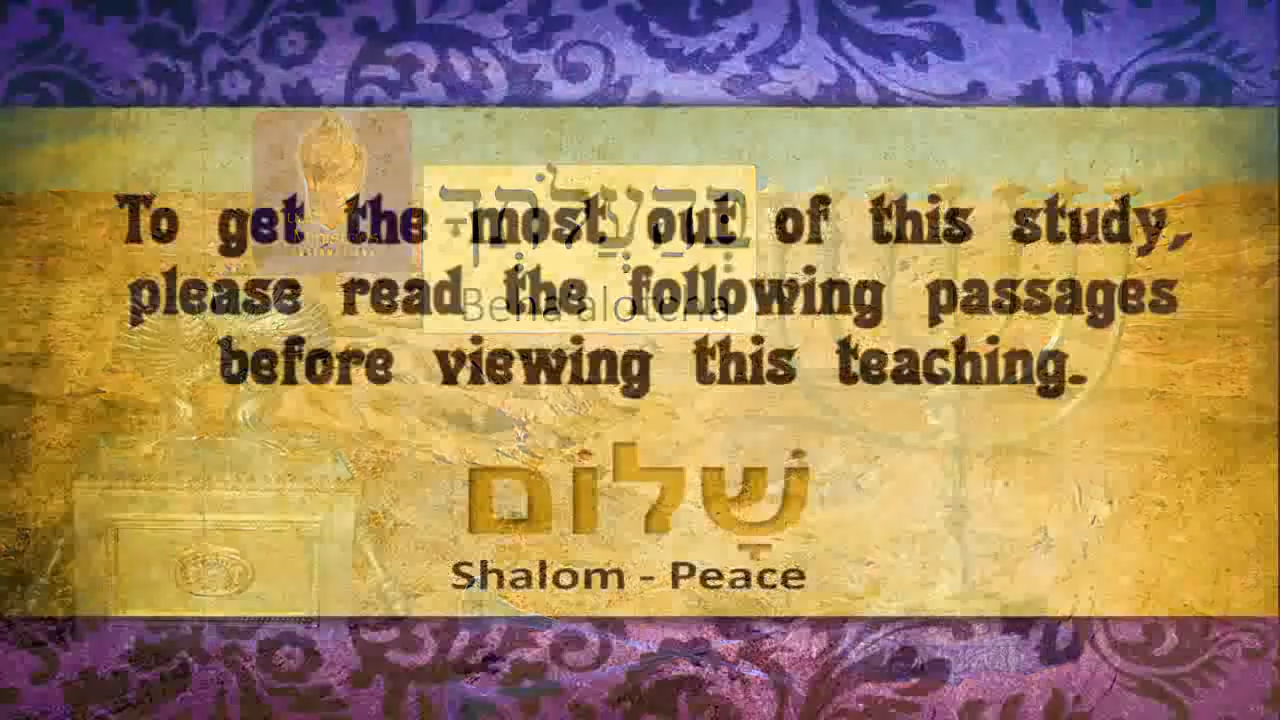 To get the most out of this study,
please read the following passages
before viewing this teaching.
בְּהַעֲלֹתְךָ
Beha'alotcha
שָׁלוֹם
Shalom - Peace